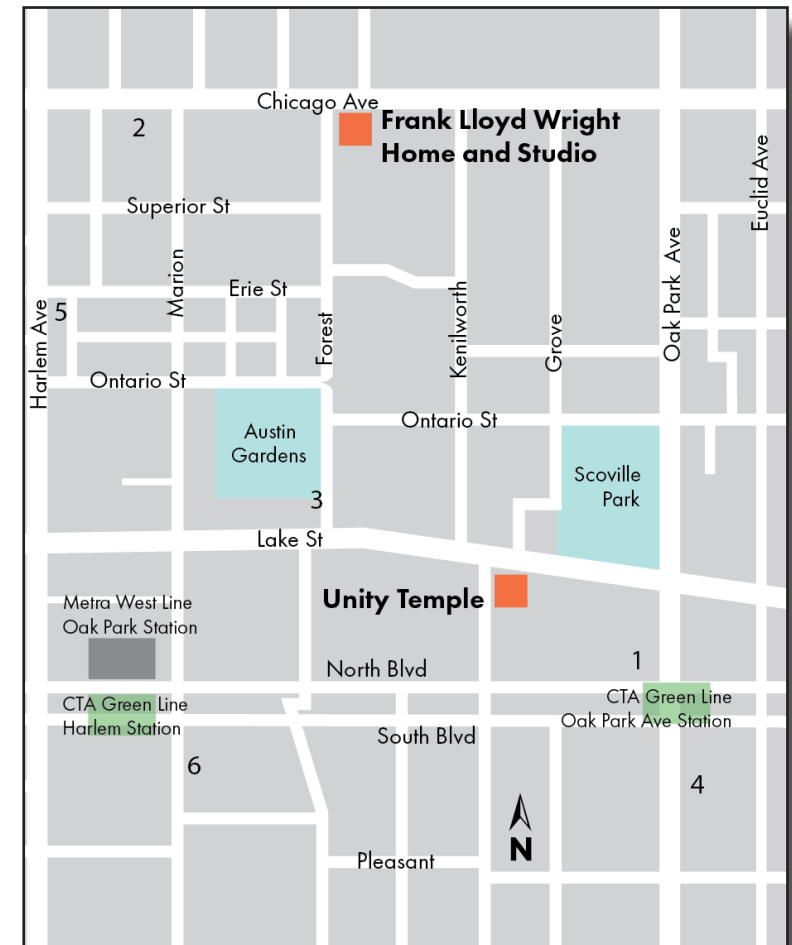 Chicago Ave
Frank Lloyd Wright
Home and Studio
2
Euclid Ave
Superior St
Marion
Oak Park Ave
Erie St
5
Harlem Ave
Forest
Kenilworth
Grove
Ontario St
Ontario St
Austin
Gardens
Scoville
Park
3
Lake St
Unity Temple
Metra West Line
Oak Park Station
North Blvd
1
CTA Green Line
Harlem Station
CTA Green Line
Oak Park Ave Station
South Blvd
6
4
N
Pleasant